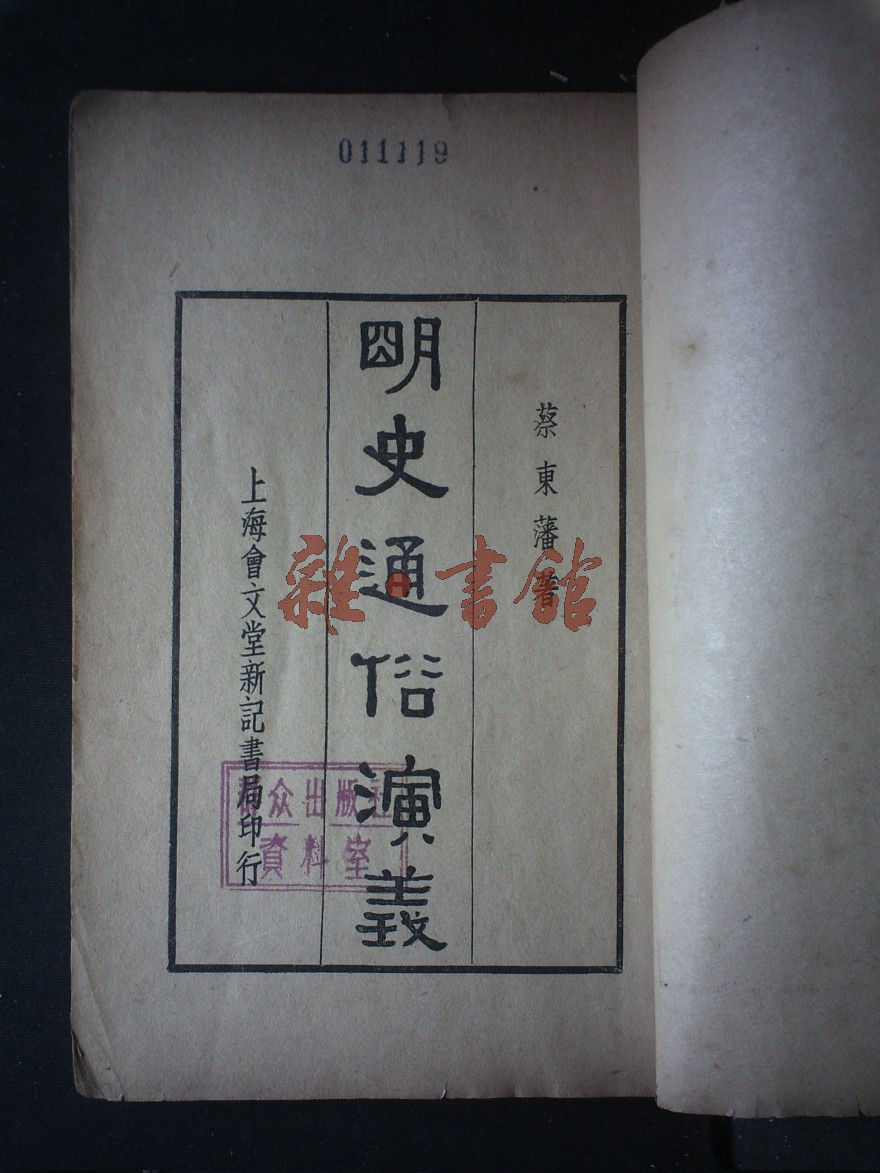 011119
蔡東藩著
明史通俗演義
上海會文堂新記書局印行
群众出版社
資料室
雜·書館